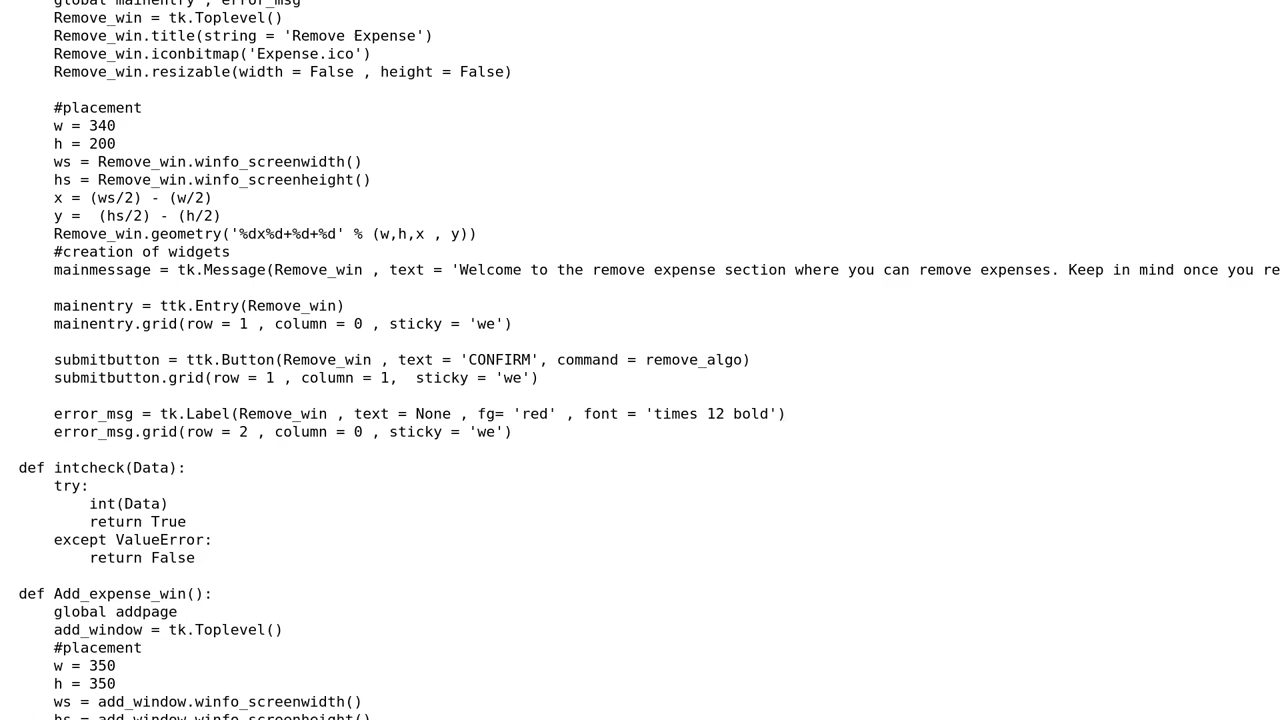 global mainentry , error_msg
Remove_win = tk.Toplevel()
Remove_win.title(string = 'Remove Expense')
Remove_win.iconbitmap('Expense.ico')
Remove_win.resizable(width = False , height = False)
#placement
w = 340
h = 200
ws = Remove_win.winfo_screenwidth()
hs = Remove_win.winfo_screenheight()
x = (ws/2) - (w/2)
y =  (hs/2) - (h/2)
Remove_win.geometry('%dx%d+%d+%d' % (w,h,x , y))
#creation of widgets
mainmessage = tk.Message(Remove_win , text = 'Welcome to the remove expense section where you can remove expenses. Keep in mind once you re
mainentry = ttk.Entry(Remove_win)
mainentry.grid(row = 1 , column = 0 , sticky = 'we')
submitbutton = ttk.Button(Remove_win , text = 'CONFIRM', command = remove_algo)
submitbutton.grid(row = 1 , column = 1,  sticky = 'we')
error_msg = tk.Label(Remove_win , text = None , fg= 'red' , font = 'times 12 bold')
error_msg.grid(row = 2 , column = 0 , sticky = 'we')
def intcheck(Data):
try:
int(Data)
return True
except ValueError:
return False
def Add_expense_win():
global addpage
add_window = tk.Toplevel()
#placement
w = 350
h = 350
ws = add_window.winfo_screenwidth()
hs = add_window.winfo_screenheight()